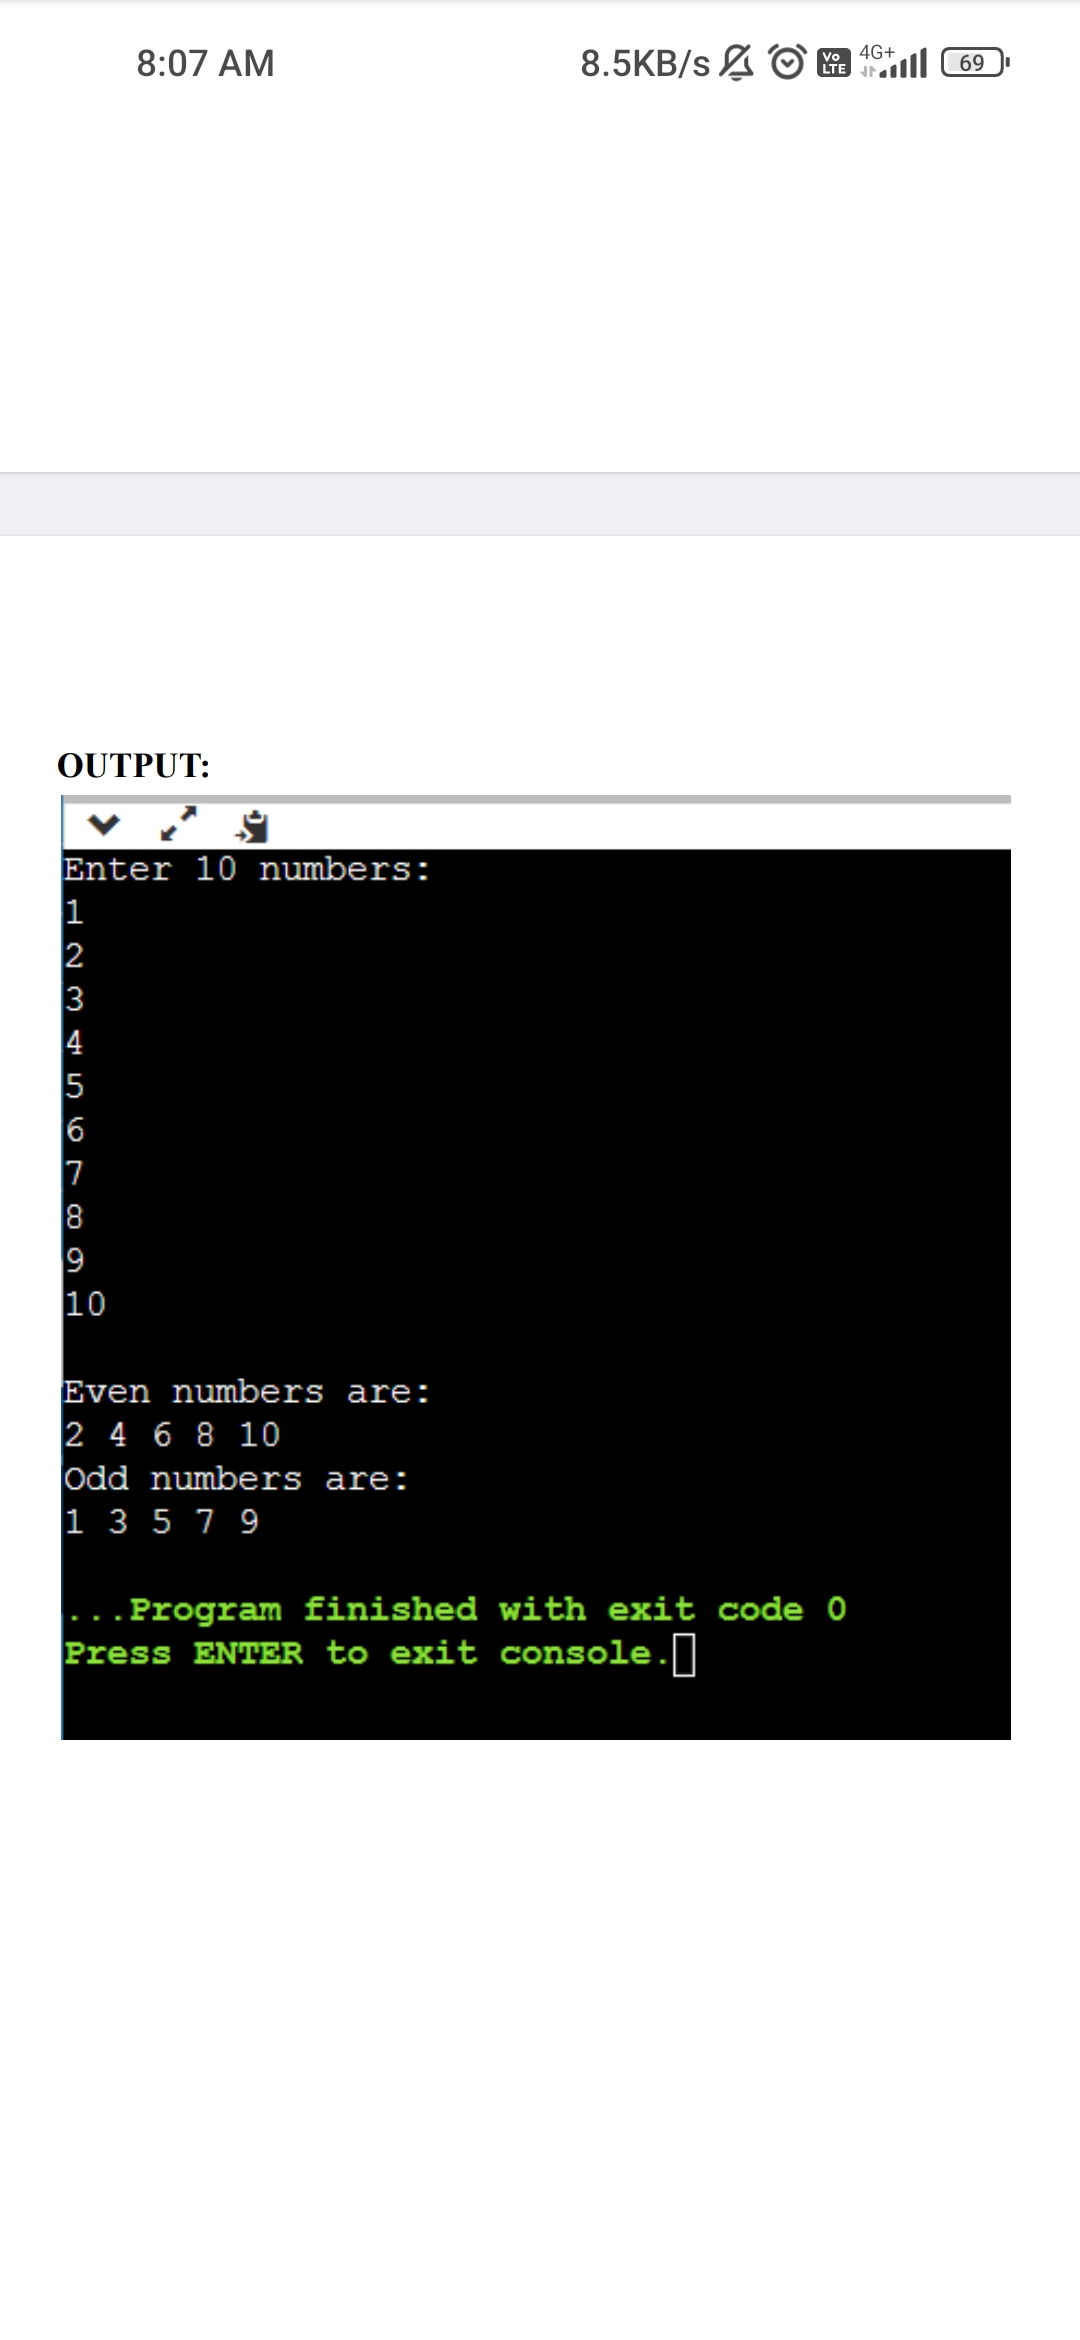 8:07 AM 8.5KB/s Vo LTE 4G+ 69
OUTPUT:
Enter 10 numbers:
1
2
3
4
5
6
7
8
9
10
Even numbers are:
2 4 6 8 10
Odd numbers are:
1 3 5 7 9
...Program finished with exit code 0
Press ENTER to exit console.